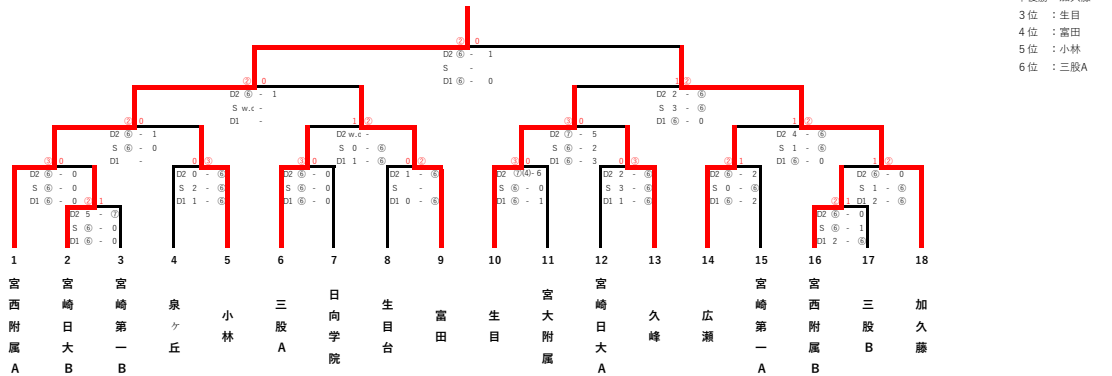 3位 ：生目
4位 ：富田
5位 ：小林
6位 ：三股A
② 0
D2 ⑥ - 1
S -
D1 ⑥ - 0
② 0
D2 ⑥ - 1
S w.c -
D1 -
1 ②
D2 2 - ⑥
S 3 - ⑥
D1 ⑥ - 0
② 0
D2 ⑥ - 1
S ⑥ - 0
D1 -
1 ②
D2 w.c -
S 0 - ⑥
D1 1 - ⑥
③ 0
D2 ⑦ - 5
S ⑥ - 2
D1 ⑥ - 3
1 ②
D2 4 - ⑥
S 1 - ⑥
D1 ⑥ - 0
③ 0
D2 ⑥ - 0
S ⑥ - 0
D1 ⑥ - 0
0 ③
D2 0 - ⑥
S 2 - ⑥
D1 1 - ⑥
③ 0
D2 ⑥ - 0
S ⑥ - 0
D1 ⑥ - 0
0 ②
D2 1 - ⑥
S -
D1 0 - ⑥
③ 0
D2 ⑦(4)- 6
S ⑥ - 0
D1 ⑥ - 0
0 ③
D2 2 - ⑥
S 3 - ⑥
D1 2 - ⑥
② 1
D2 ⑥ - 2
S 0 - ⑥
D1 ⑥ - 2
1 ②
D2 ⑥ - 0
S 1 - ⑥
D1 2 - ⑥
② 1
D2 5 - ⑦
S ⑥ - 0
D1 ⑥ - 0
② 1
D2 ⑥ - 0
S ⑥ - 1
D1 2 - ⑥
1 2 3 4 5 6 7 8 9 10 11 12 13 14 15 16 17 18
宮西附属A
宮崎日大B
宮崎第一B
泉ヶ丘
小林
三股A
日向学院
生目台
富田
生目
宮大附属
宮崎日大A
久峰
広瀬
宮崎第一A
宮西附属B
三股B
加久藤